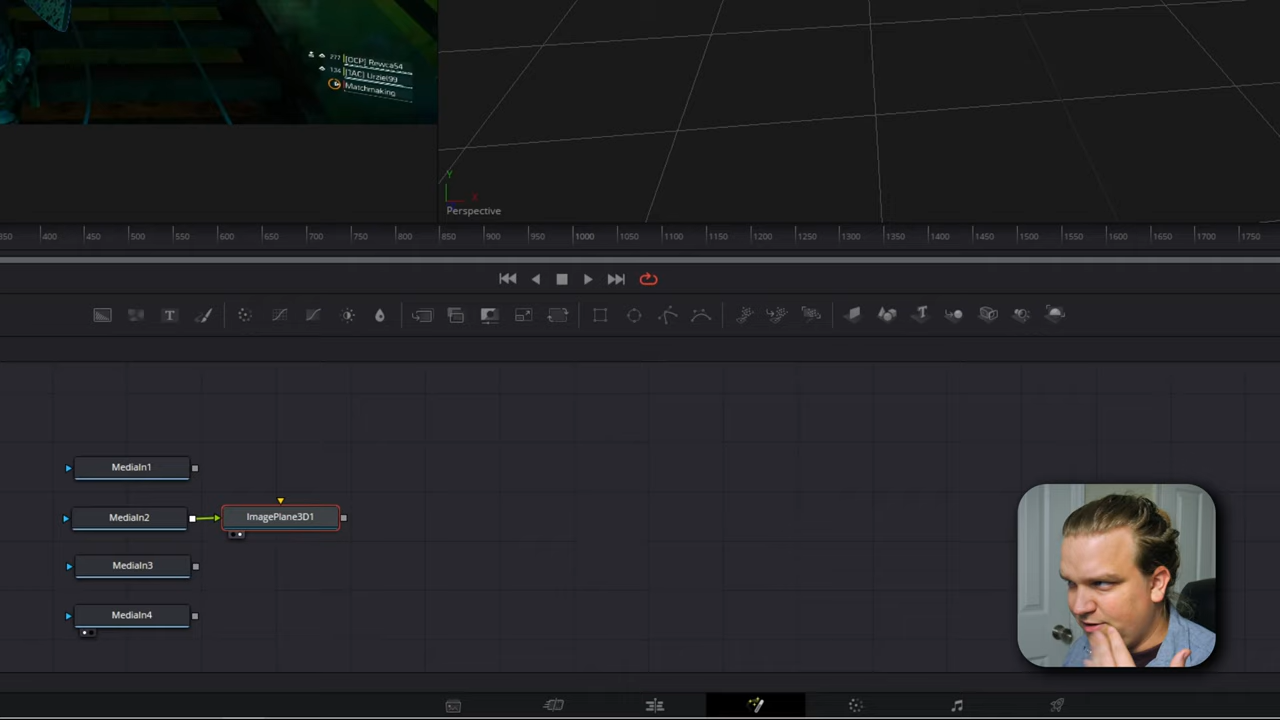 277 [OCP] Rewca54
134 [TAC] Urziel99
Matchmaking
Y
X
Perspective
350 400 450 500 550 600 650 700 750 800 850 900 950 1000 1050 1100 1150 1200 1250 1300 1350 1400 1450 1500 1550 1600 1650 1700 1750
T
MediaIn1
MediaIn2
ImagePlane3D1
MediaIn3
MediaIn4